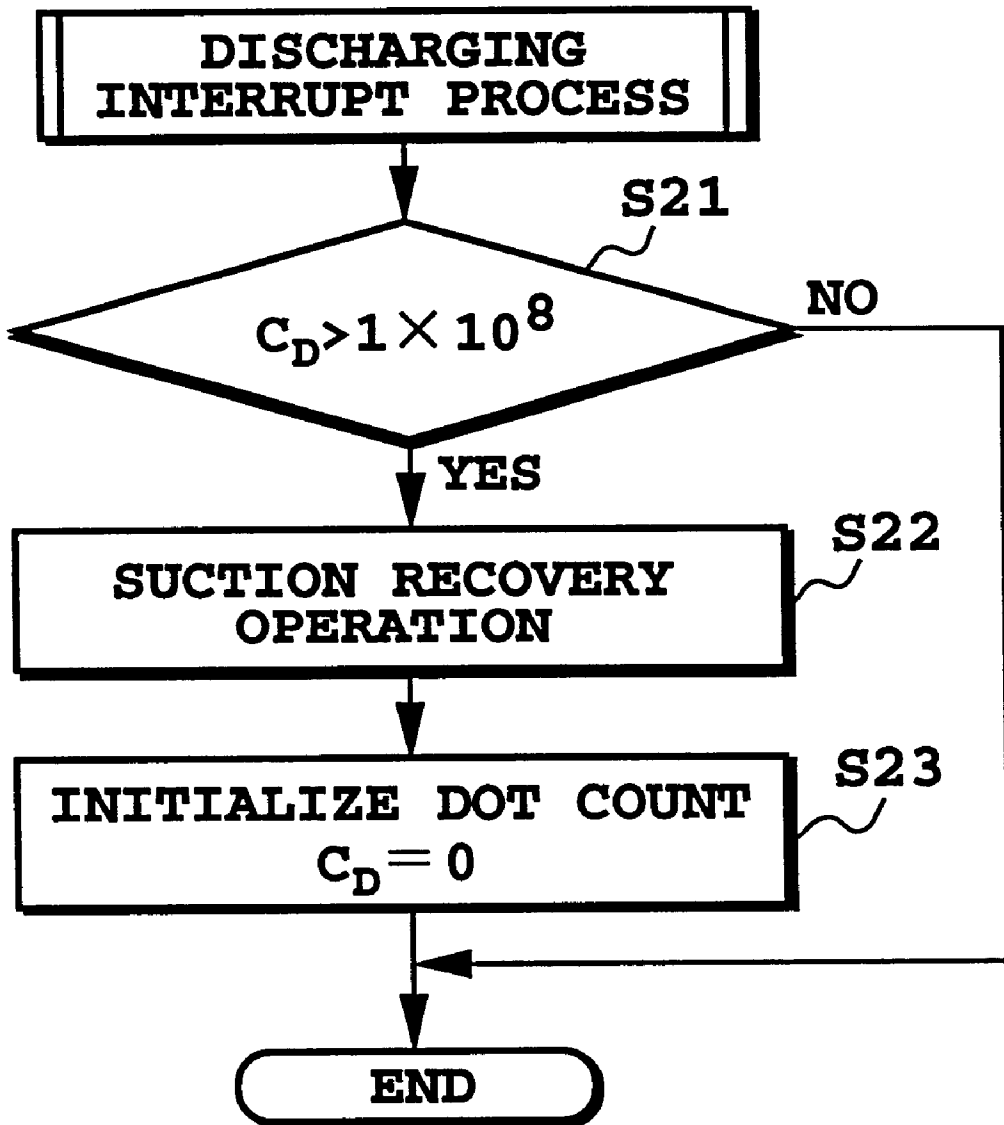 DISCHARGING
INTERRUPT PROCESS
S21
NO
C_D>1×10^8
YES
S22
SUCTION RECOVERY
OPERATION
S23
INITIALIZE DOT COUNT
C_D=0
END